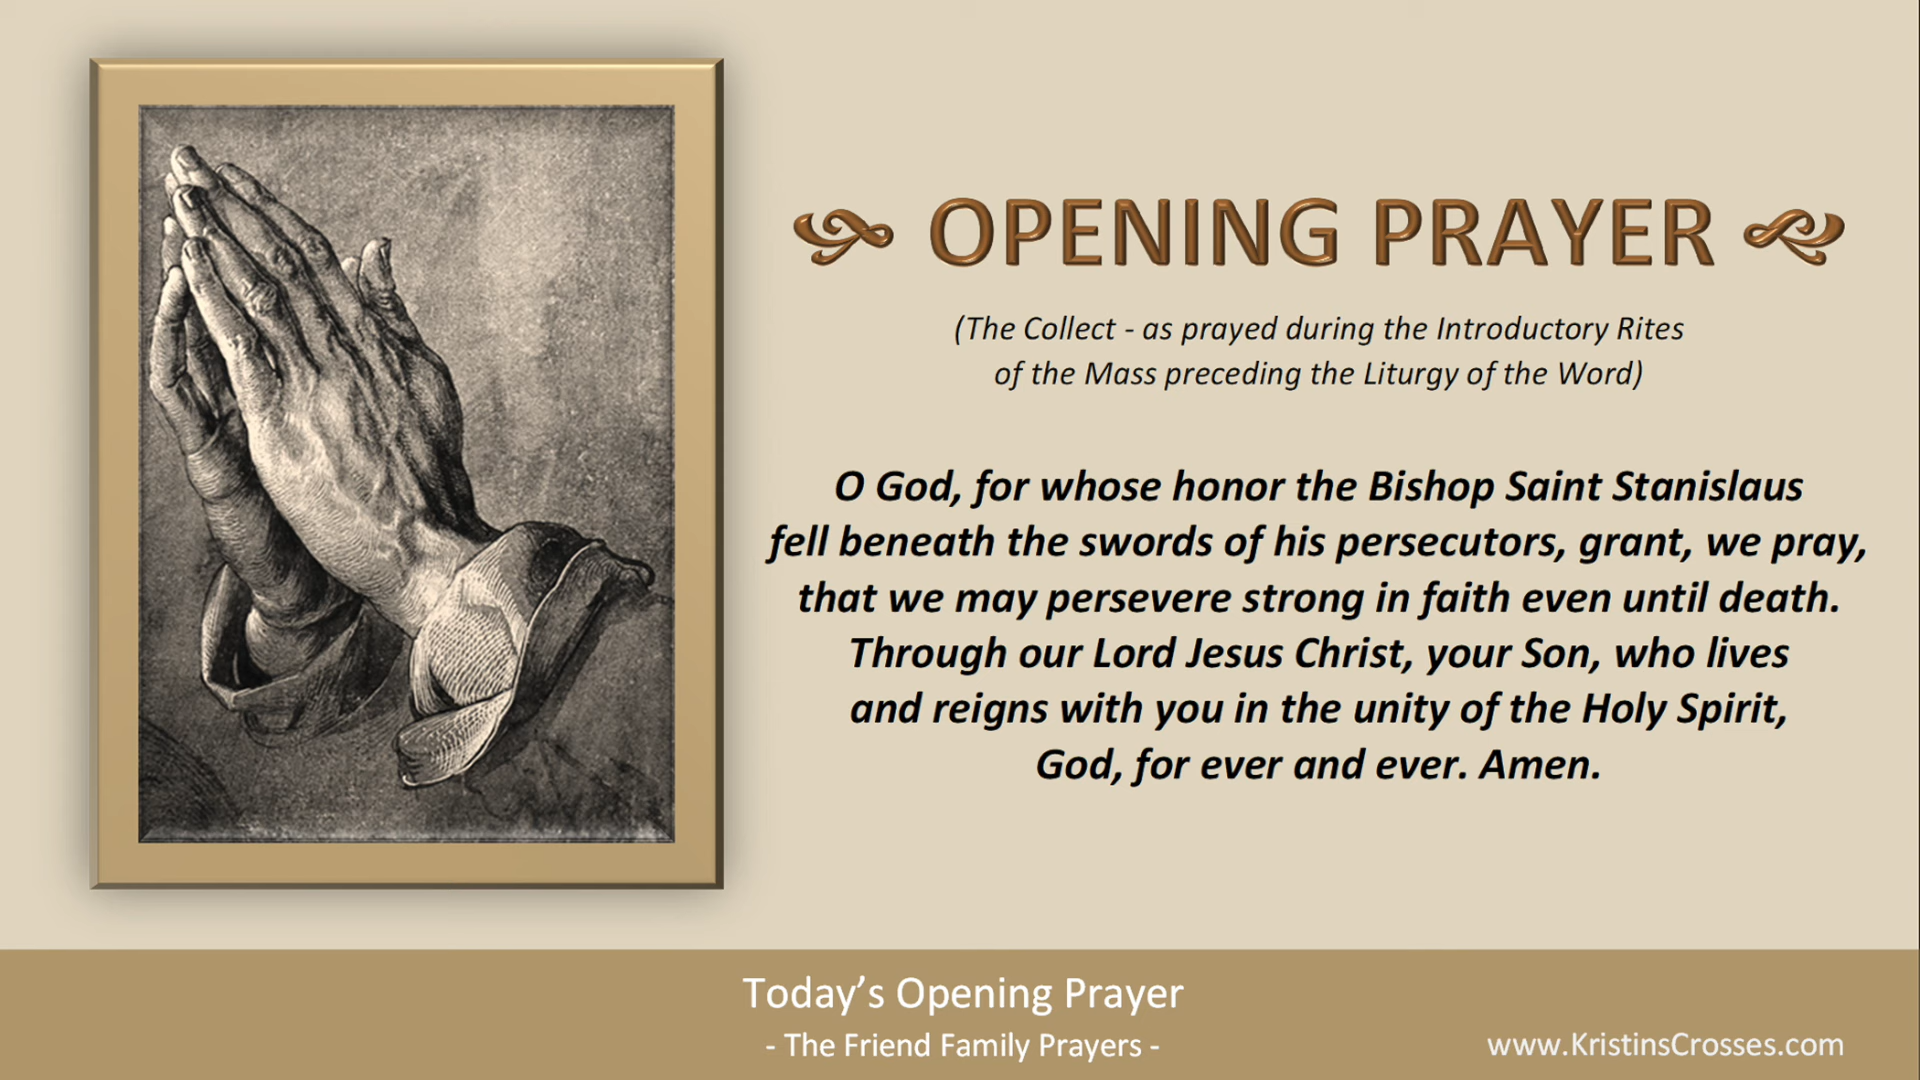 OPENING PRAYER
(The Collect - as prayed during the Introductory Rites
of the Mass preceding the Liturgy of the Word)
O God, for whose honor the Bishop Saint Stanislaus
fell beneath the swords of his persecutors, grant, we pray,
that we may persevere strong in faith even until death.
Through our Lord Jesus Christ, your Son, who lives
and reigns with you in the unity of the Holy Spirit,
God, for ever and ever. Amen.
Today’s Opening Prayer
- The Friend Family Prayers -
www.KristinsCrosses.com